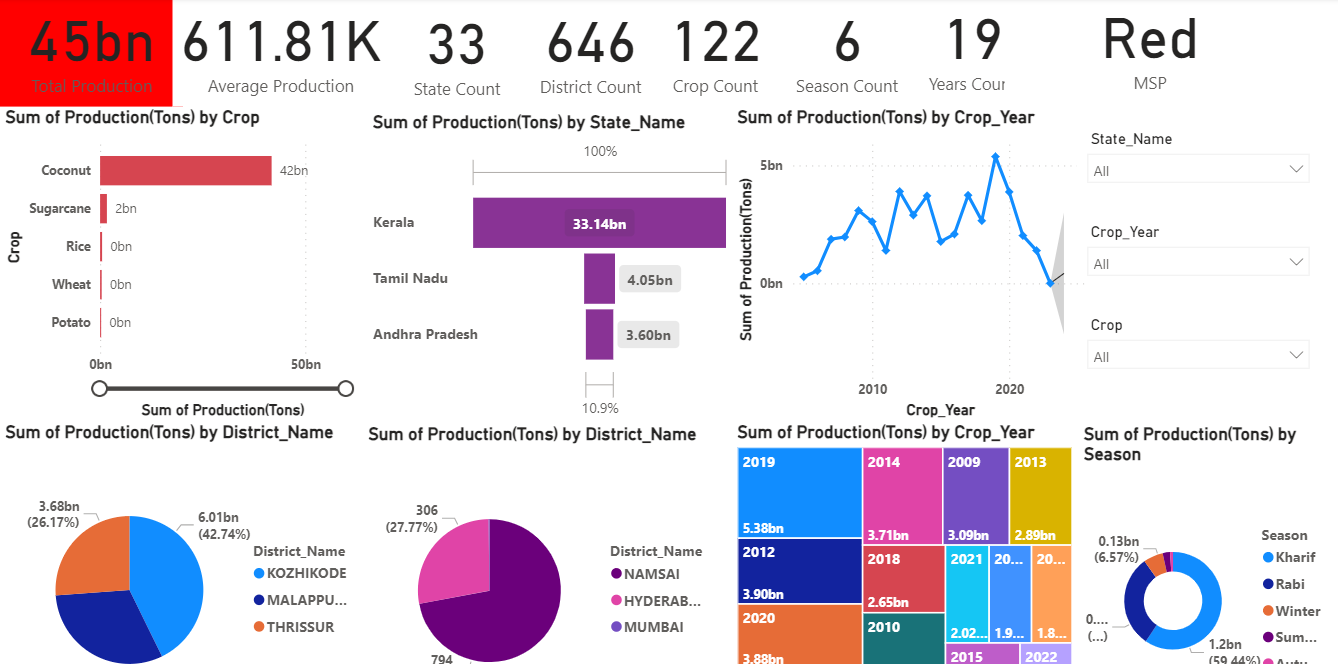 45bn
Total Production
611.81K
Average Production
33
State Count
646
District Count
122
Crop Count
6
Season Count
19
Years Cour
Red
MSP
Sum of Production(Tons) by Crop
Crop
Coconut
42bn
Sugarcane
2bn
Rice
0bn
Wheat
0bn
Potato
0bn
0bn
50bn
Sum of Production(Tons)
Sum of Production(Tons) by State_Name
100%
Kerala
33.14bn
Tamil Nadu
4.05bn
Andhra Pradesh
3.60bn
10.9%
Sum of Production(Tons) by Crop_Year
Sum of Production(Tons)
5bn
0bn
2010
2020
Crop_Year
State_Name
All
Crop_Year
All
Crop
All
Sum of Production(Tons) by District_Name
3.68bn
(26.17%)
6.01bn
(42.74%)
District_Name
KOZHIKODE
MALAPPU...
THRISSUR
Sum of Production(Tons) by District_Name
306
(27.77%)
794
District_Name
NAMSAI
HYDERAB...
MUMBAI
Sum of Production(Tons) by Crop_Year
2019
5.38bn
2012
3.90bn
2020
3.88bn
2014
3.71bn
2018
2.65bn
2010
2009
3.09bn
2013
2.89bn
2021
2.02...
20...
1.9...
20...
1.8...
2015
2022
Sum of Production(Tons) by
Season
0.13bn
(6.57%)
0....
(...)
1.2bn
(59.44%)
Season
Kharif
Rabi
Winter
Sum...
Autu